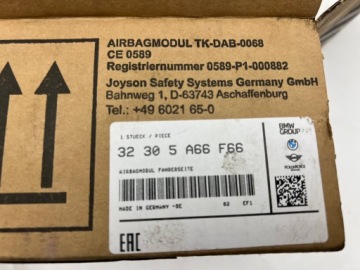 AIRBAGMODUL TK-DAB-0068
CE 0589
Registriernummer 0589-P1-000882
Joyson Safety Systems Germany GmbH
Bahnweg 1, D-63743 Aschaffenburg
Tel.: +49 6021 65-0
1 STUECK / PIECE
32 30 5 A66 F66
AIRBAGMODUL FAHRERSEITE
MADE IN GERMANY -DE 02 EF1
BMW
GROUP
EAC